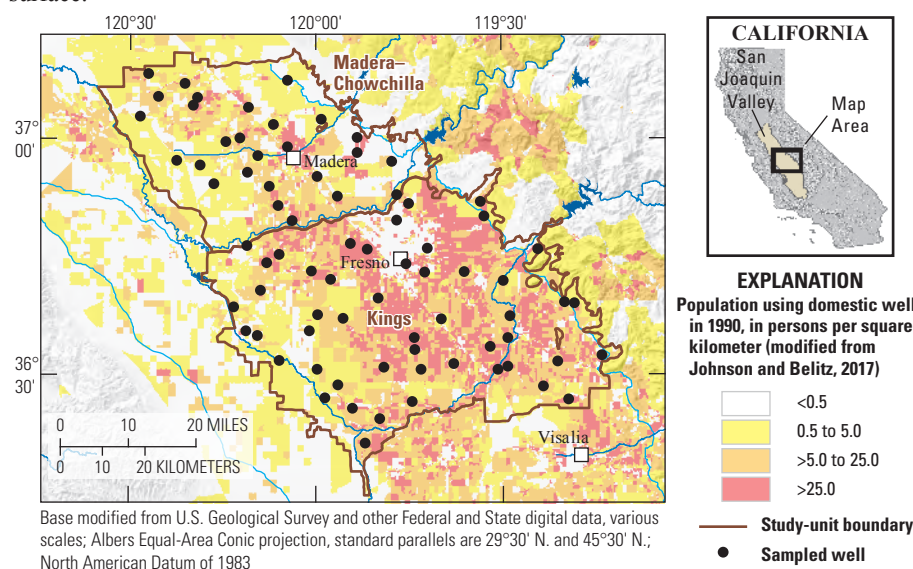 surface.
120°30'
120°00'
119°30'
37°
00'
36°
30'
Madera–
Chowchilla
Madera
Fresno
Kings
Visalia
0 10 20 MILES
0 10 20 KILOMETERS
Base modified from U.S. Geological Survey and other Federal and State digital data, various
scales; Albers Equal-Area Conic projection, standard parallels are 29°30' N. and 45°30' N.;
North American Datum of 1983
CALIFORNIA
San
Joaquin
Valley
Map
Area
EXPLANATION
Population using domestic well
in 1990, in persons per square
kilometer (modified from
Johnson and Belitz, 2017)
<0.5
0.5 to 5.0
>5.0 to 25.0
>25.0
Study-unit boundary
Sampled well